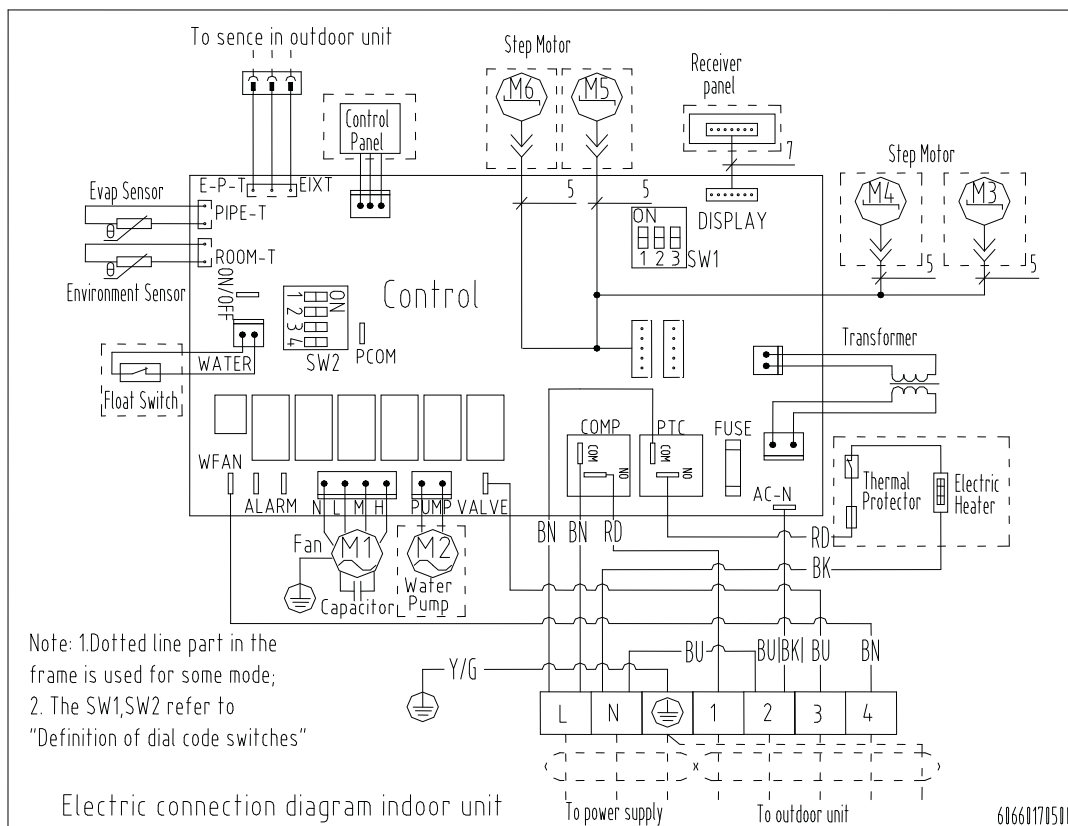 To sence in outdoor unit
Step Motor
M6
M5
Receiver
panel
7
Control
Panel
Step Motor
M4
M3
E-P-T
EIXT
5
5
5
5
Evap Sensor
PIPE-T
θ
ROOM-T
θ
Environment Sensor
DISPLAY
ON
1 2 3
SW1
ON/OFF
ON
1
2
3
4
SW2
PCOM
Control
WATER
Float Switch
Transformer
COMP
PTC
FUSE
COM
NO
COM
NO
WFAN
ALARM
N L M H
PUMP
VALVE
AC-N
Thermal
Protector
Electric
Heater
BN
BN
RD
RD
BK
Fan
M1
Capacitor
M2
Water
Pump
Note: 1.Dotted line part in the
frame is used for some mode;
2. The SW1,SW2 refer to
"Definition of dial code switches"
Y/G
BU
BU(BK)
BU
BN
L
N
1
2
3
4
x
To power supply
To outdoor unit
Electric connection diagram indoor unit